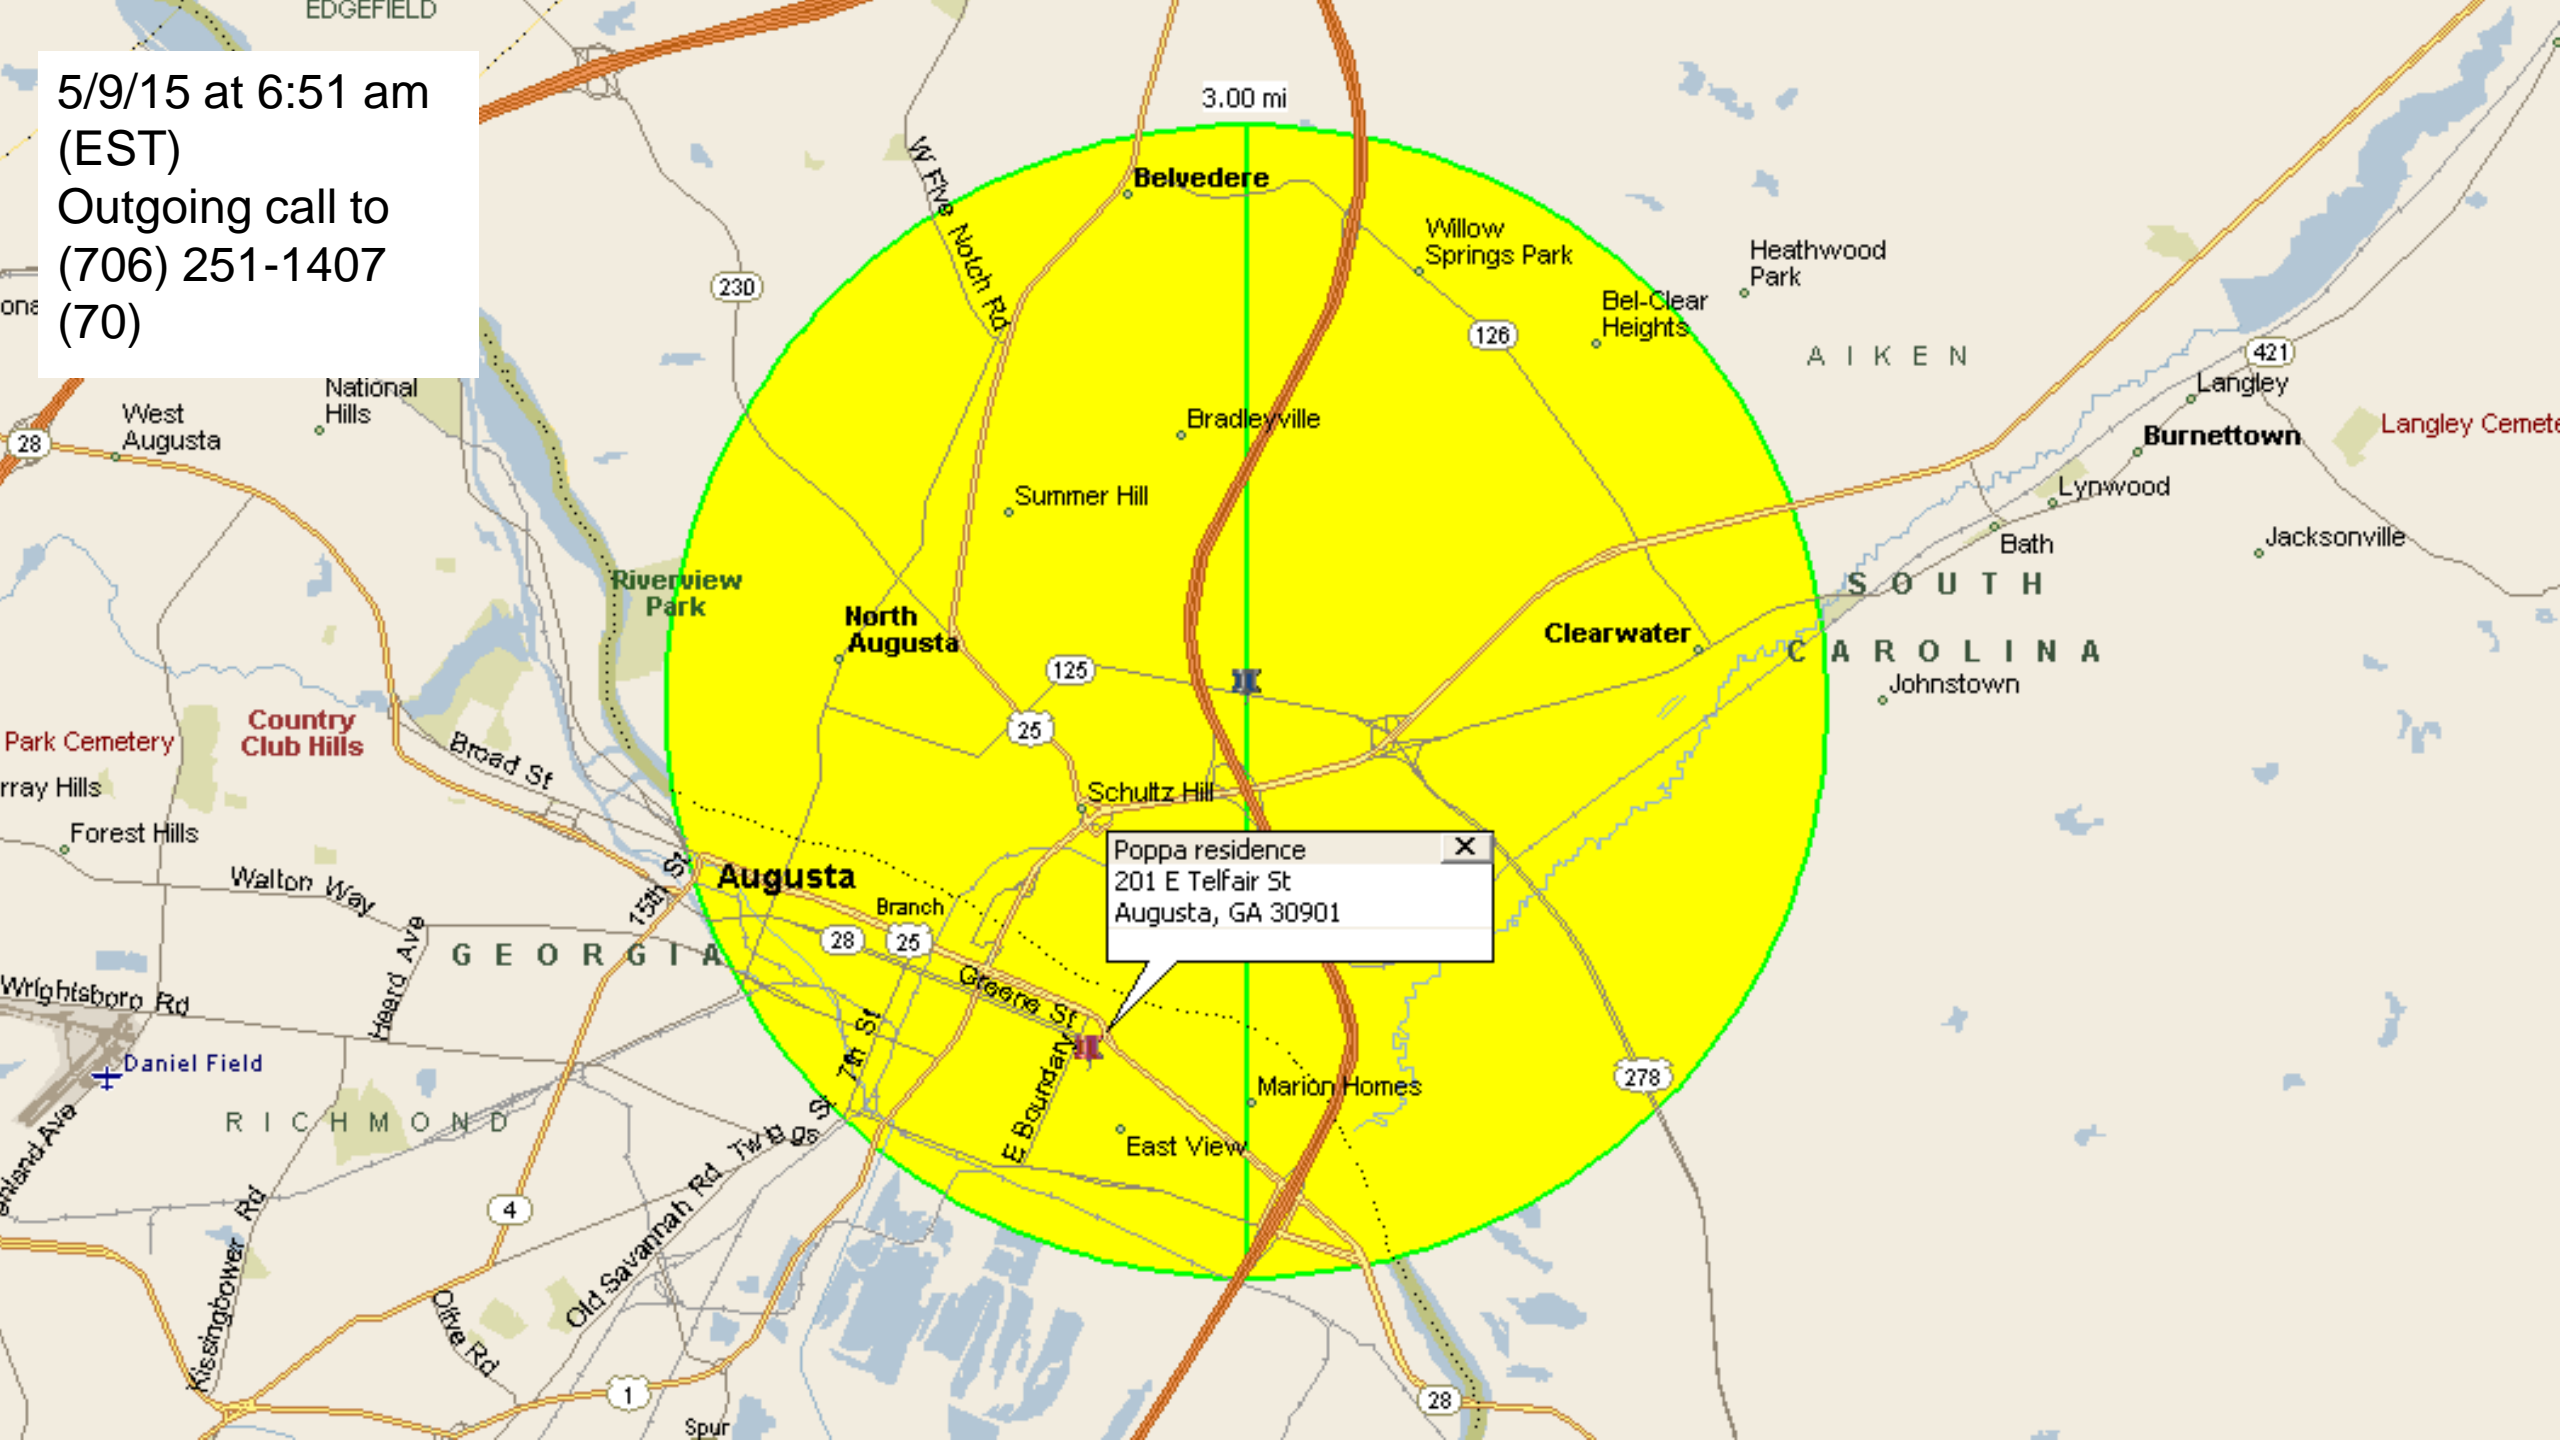 EDGEFIELD
5/9/15 at 6:51 am
(EST)
Outgoing call to
(706) 251-1407
(70)
3.00 mi
W Five Notch Rd
Belvedere
Willow
Springs Park
Heathwood
Park
230
Bel-Clear
Heights
126
AIKEN
421
Langley
National
Hills
West
Augusta
28
Bradleyville
Burnettown
Summer Hill
Lynwood
Bath
Jacksonville
Riverview
Park
SOUTH
CAROLINA
North
Augusta
Clearwater
125
Johnstown
25
Country
Club Hills
Park Cemetery
Broad St
Schultz Hill
Forest Hills
Walton Way
15th St
Augusta
Branch
Poppa residence
201 E Telfair St
Augusta, GA 30901
28
25
GEORGIA
Heard Ave
Wrightsboro Rd
Greene St
7th St
Daniel Field
E Boundary
Marion Homes
278
RICHMOND
Twiggs St
East View
4
Kissingbower Rd
Old Savannah Rd
Olive Rd
1
28
Spur